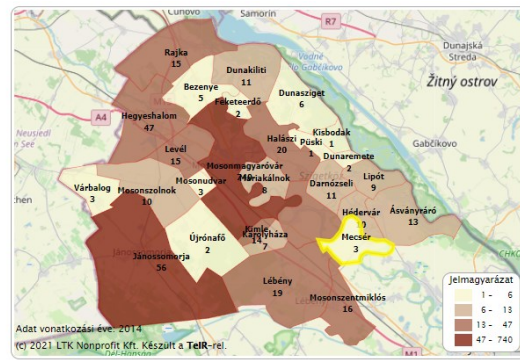 Čunovo
Šamorín
R7
Dunajská
Streda
Rajka
15
Dunakiliti
11
Vodné
Žitný ostrov
Bezenye
5
Feketeerdő
2
Dunasziget
6
A4
Hegyeshalom
47
Gabčíkovo
Levél
15
Halászi
20
Kisbodak
1
Püski
1
Dunaremete
2
Mosonmagyaróvár
Máriakálnok
8
Lipót
9
Várbalog
3
Mosonszolnok
10
Mosonudvar
3
Darnózseli
11
Hédervár
Ásványráró
13
Kimle
14
Károlyháza
7
Mecsér
3
Újrónafő
2
Jánossomorja
56
Lébény
19
Mosonszentmiklós
16
Jelmagyarázat
1 - 6
6 - 13
13 - 47
47 - 740
Adat vonatkozási éve: 2014
(c) 2021 LTK Nonprofit Kft. Készült a TeIR-rel.
M1